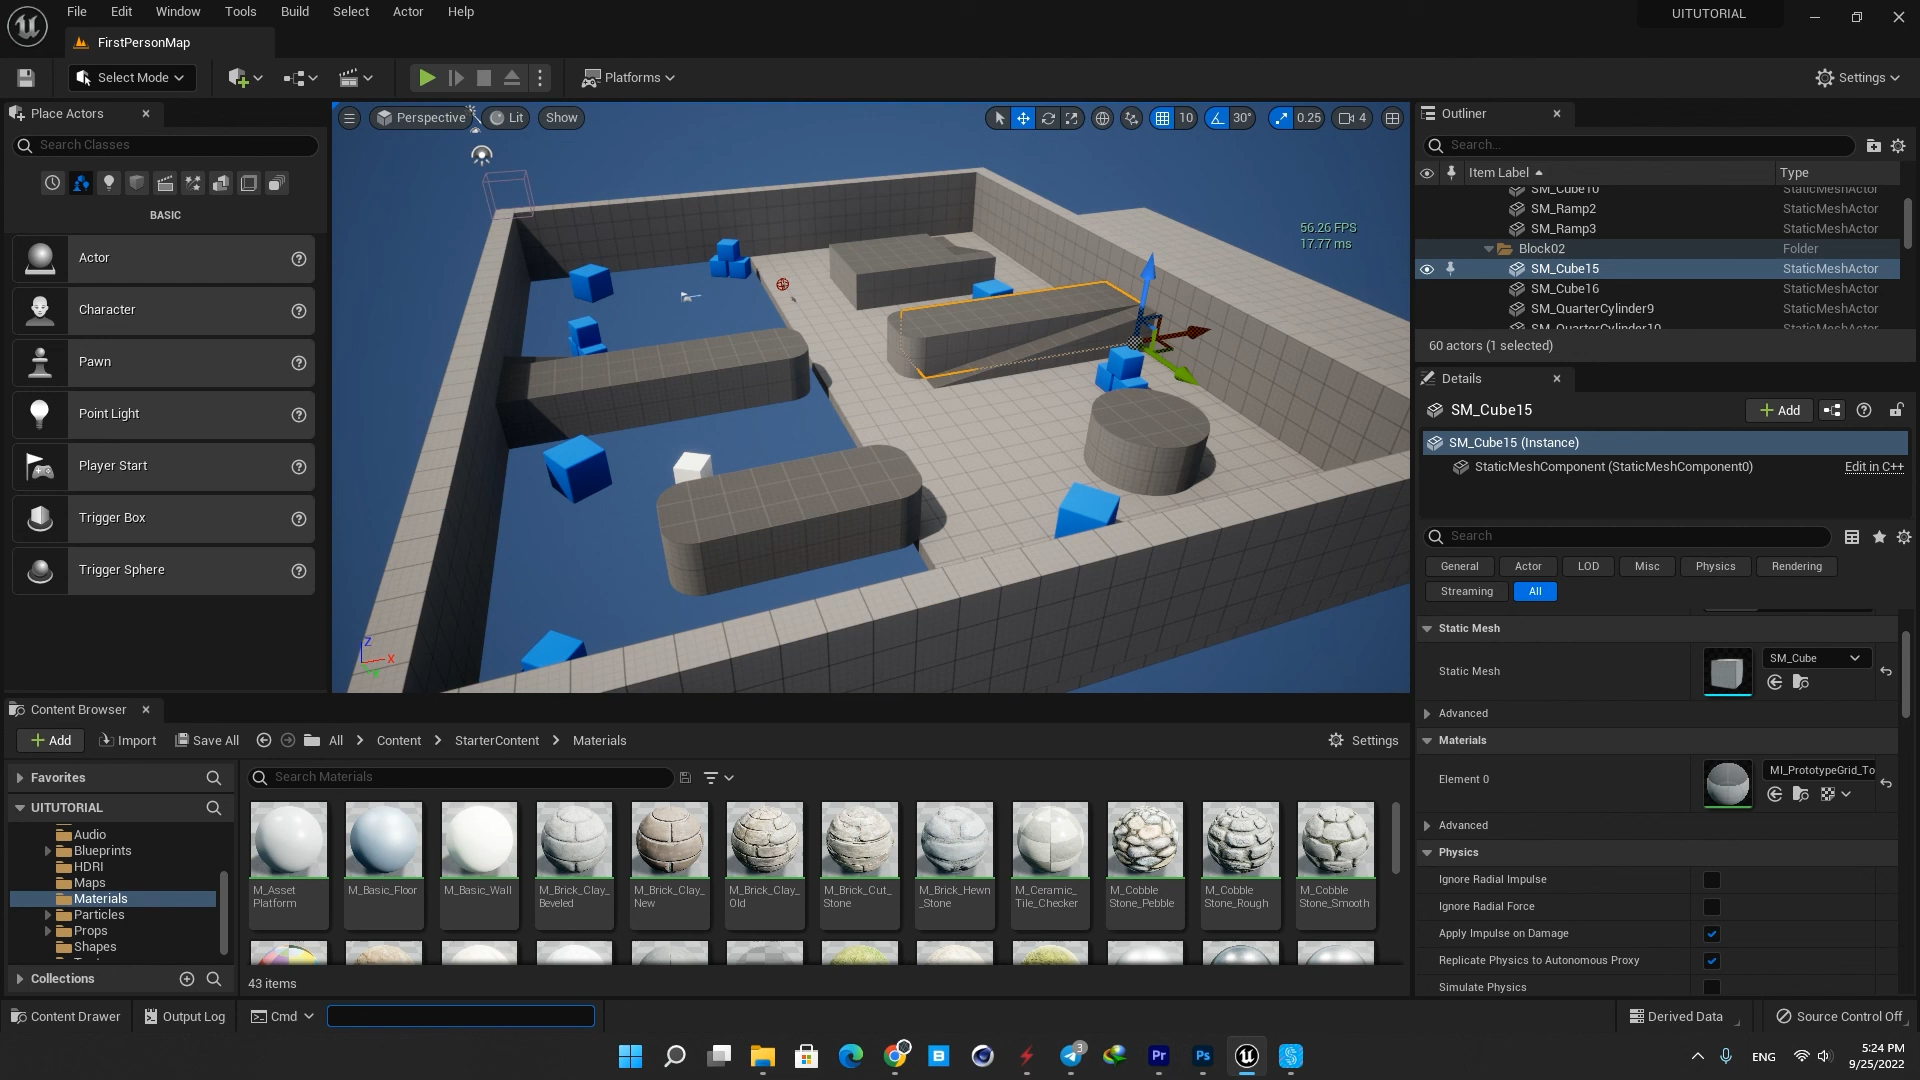 File Edit Window Tools Build Select Actor Help
UITUTORIAL
FirstPersonMap
Select Mode
Platforms
Settings
Place Actors
Search Classes
BASIC
Actor
Character
Pawn
Point Light
Player Start
Trigger Box
Trigger Sphere
Perspective Lit Show
10 30° 0.25 4
56.26 FPS
17.77 ms
Z
X
Outliner
Search...
Item Label Type
SM_Cube10 StaticMeshActor
SM_Ramp2 StaticMeshActor
SM_Ramp3 StaticMeshActor
Block02 Folder
SM_Cube15 StaticMeshActor
SM_Cube16 StaticMeshActor
SM_QuarterCylinder9 StaticMeshActor
SM_QuarterCylinder10 StaticMeshActor
60 actors (1 selected)
Details
SM_Cube15
Add
SM_Cube15 (Instance)
StaticMeshComponent (StaticMeshComponent0) Edit in C++
Search
General Actor LOD Misc Physics Rendering
Streaming All
Static Mesh
Static Mesh SM_Cube
Advanced
Materials
Element 0 MI_PrototypeGrid_To
Advanced
Physics
Ignore Radial Impulse
Ignore Radial Force
Apply Impulse on Damage
Replicate Physics to Autonomous Proxy
Simulate Physics
Content Browser
Add Import Save All All Content StarterContent Materials Settings
Favorites
UITUTORIAL
Audio
Blueprints
HDRI
Maps
Materials
Particles
Props
Shapes
Collections
Search Materials
M_Asset
Platform
M_Basic_Floor
M_Basic_Wall
M_Brick_Clay_
Beveled
M_Brick_Clay_
New
M_Brick_Clay_
Old
M_Brick_Cut_
Stone
M_Brick_Hewn
_Stone
M_Ceramic_
Tile_Checker
M_Cobble
Stone_Pebble
M_Cobble
Stone_Rough
M_Cobble
Stone_Smooth
43 items
Content Drawer Output Log Cmd
Derived Data Source Control Off
3
Pr
Ps
ENG
5:24 PM
9/25/2022